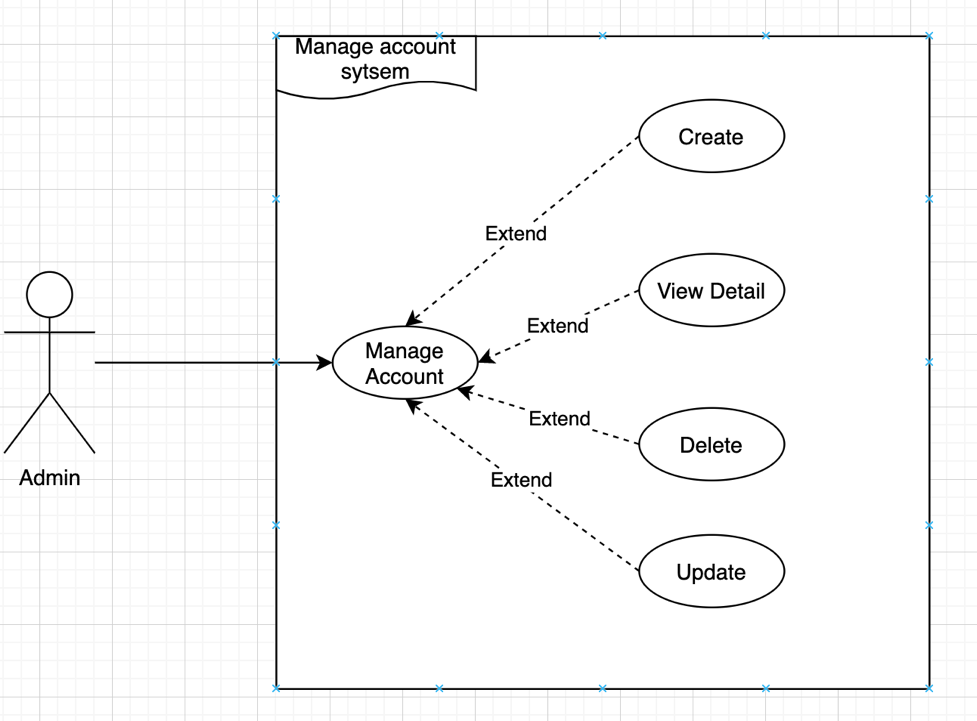 Manage account
sytsem
Create
Extend
View Detail
Extend
Manage
Account
Extend
Delete
Admin
Extend
Update